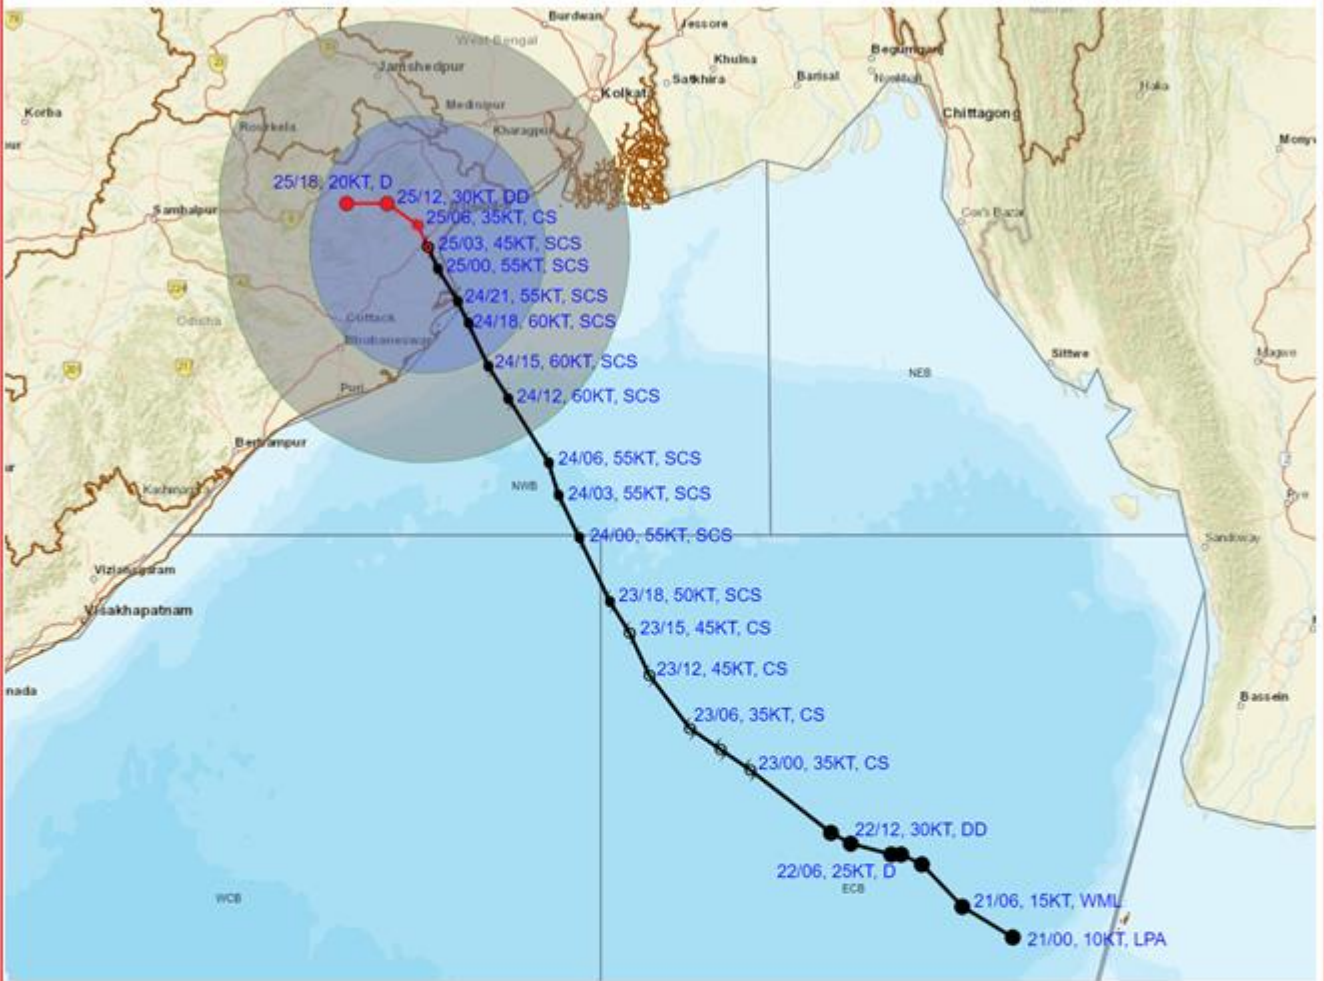 Burdwan
Jessore
West Bengal
Begumganj
Jamshedpur
Khulna
Satkhira
Barisal
Noakhali
Haka
Kolkata
Korba
Medinipur
Chittagong
Rourkela
Kharagpur
25/18, 20KT, D
25/12, 30KT, DD
Sambalpur
25/06, 35KT, CS
Cox's Bazar
25/03, 45KT, SCS
25/00, 55KT, SCS
224
24/21, 55KT, SCS
Odisha
Cuttack
24/18, 60KT, SCS
Bhubaneswar
Sittwe
Magwe
24/15, 60KT, SCS
NEB
Puri
24/12, 60KT, SCS
Berhampur
24/06, 55KT, SCS
Kashinagar
NWB
24/03, 55KT, SCS
Pye
24/00, 55KT, SCS
Sandoway
Vizianagaram
23/18, 50KT, SCS
Visakhapatnam
23/15, 45KT, CS
23/12, 45KT, CS
nada
Bassein
23/06, 35KT, CS
23/00, 35KT, CS
22/12, 30KT, DD
22/06, 25KT, D
ECB
WCB
21/06, 15KT, WML
21/00, 10KT, LPA